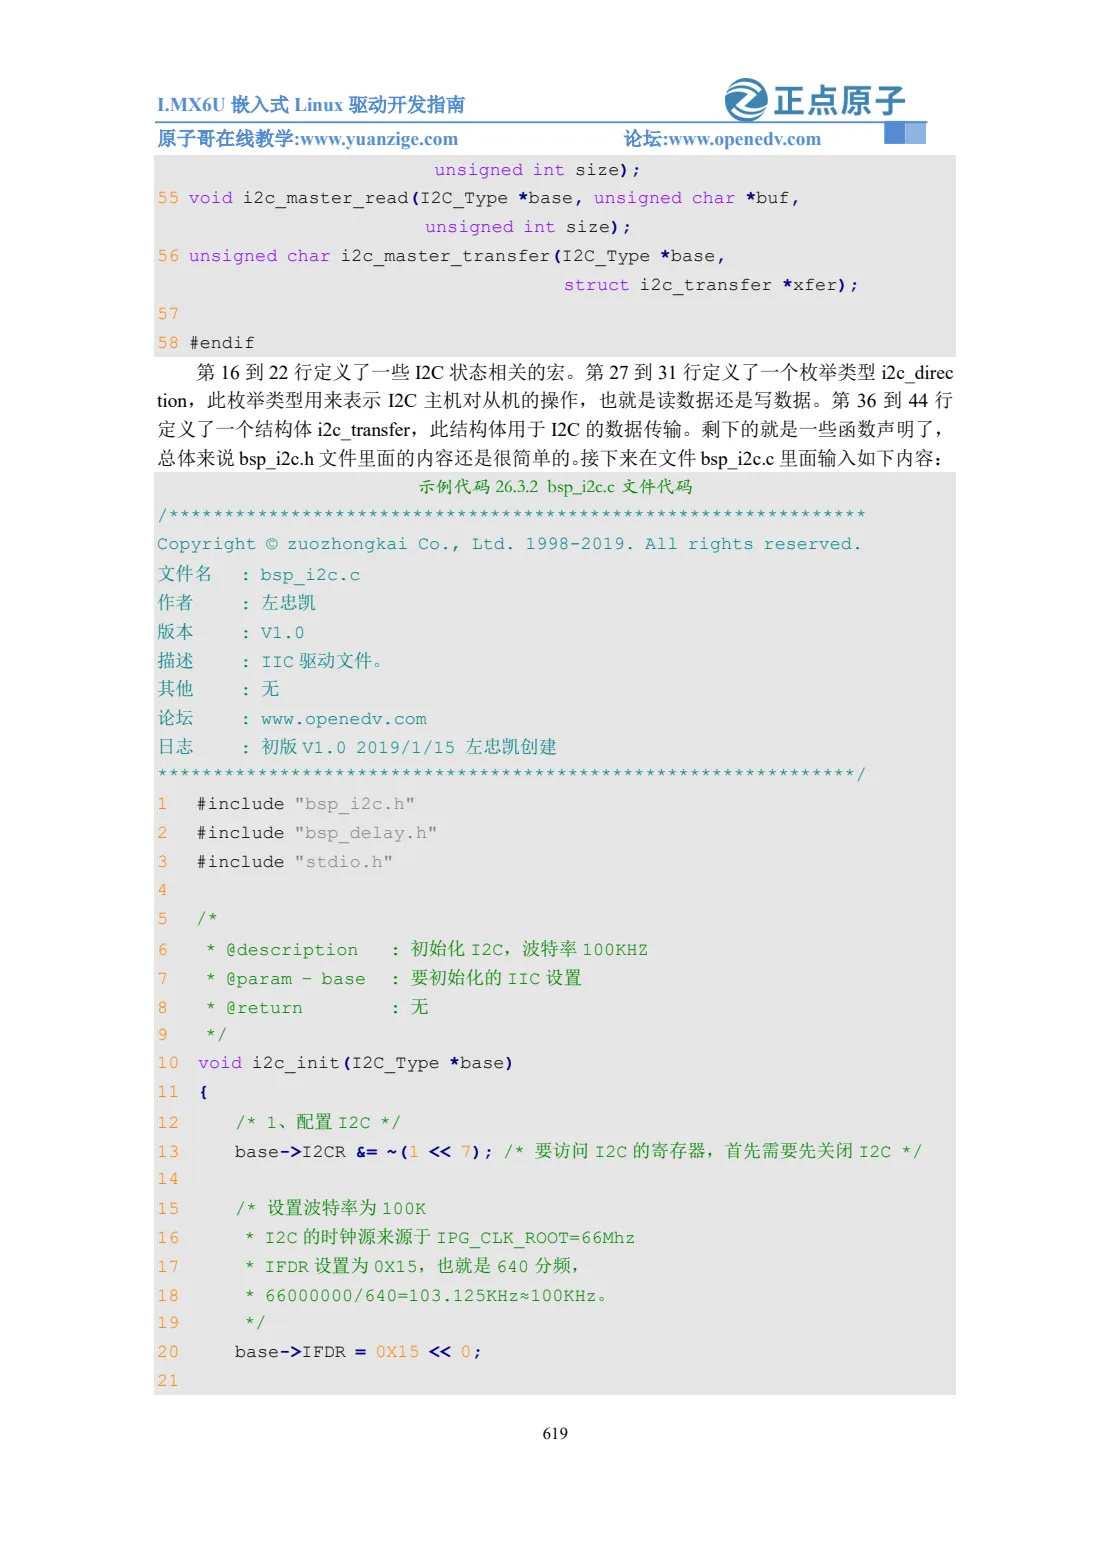 I.MX6U 嵌入式 Linux 驱动开发指南
正点原子
原子哥在线教学:www.yuanzige.com 论坛:www.openedv.com
unsigned int size);
55 void i2c_master_read(I2C_Type *base, unsigned char *buf,
unsigned int size);
56 unsigned char i2c_master_transfer(I2C_Type *base,
struct i2c_transfer *xfer);
57
58 #endif
第 16 到 22 行定义了一些 I2C 状态相关的宏。第 27 到 31 行定义了一个枚举类型 i2c_direc
tion，此枚举类型用来表示 I2C 主机对从机的操作，也就是读数据还是写数据。第 36 到 44 行
定义了一个结构体 i2c_transfer，此结构体用于 I2C 的数据传输。剩下的就是一些函数声明了，
总体来说 bsp_i2c.h 文件里面的内容还是很简单的。接下来在文件 bsp_i2c.c 里面输入如下内容：
示例代码 26.3.2 bsp_i2c.c 文件代码
/***************************************************************
Copyright © zuozhongkai Co., Ltd. 1998-2019. All rights reserved.
文件名 : bsp_i2c.c
作者 : 左忠凯
版本 : V1.0
描述 : IIC 驱动文件。
其他 : 无
论坛 : www.openedv.com
日志 : 初版 V1.0 2019/1/15 左忠凯创建
***************************************************************/
1 #include "bsp_i2c.h"
2 #include "bsp_delay.h"
3 #include "stdio.h"
4
5 /*
6 * @description : 初始化 I2C，波特率 100KHZ
7 * @param – base : 要初始化的 IIC 设置
8 * @return : 无
9 */
10 void i2c_init(I2C_Type *base)
11 {
12 /* 1、配置 I2C */
13 base->I2CR &= ~(1 << 7); /* 要访问 I2C 的寄存器，首先需要先关闭 I2C */
14
15 /* 设置波特率为 100K
16 * I2C 的时钟源来源于 IPG_CLK_ROOT=66Mhz
17 * IFDR 设置为 0X15，也就是 640 分频，
18 * 66000000/640=103.125KHz≈100KHz。
19 */
20 base->IFDR = 0X15 << 0;
21
619